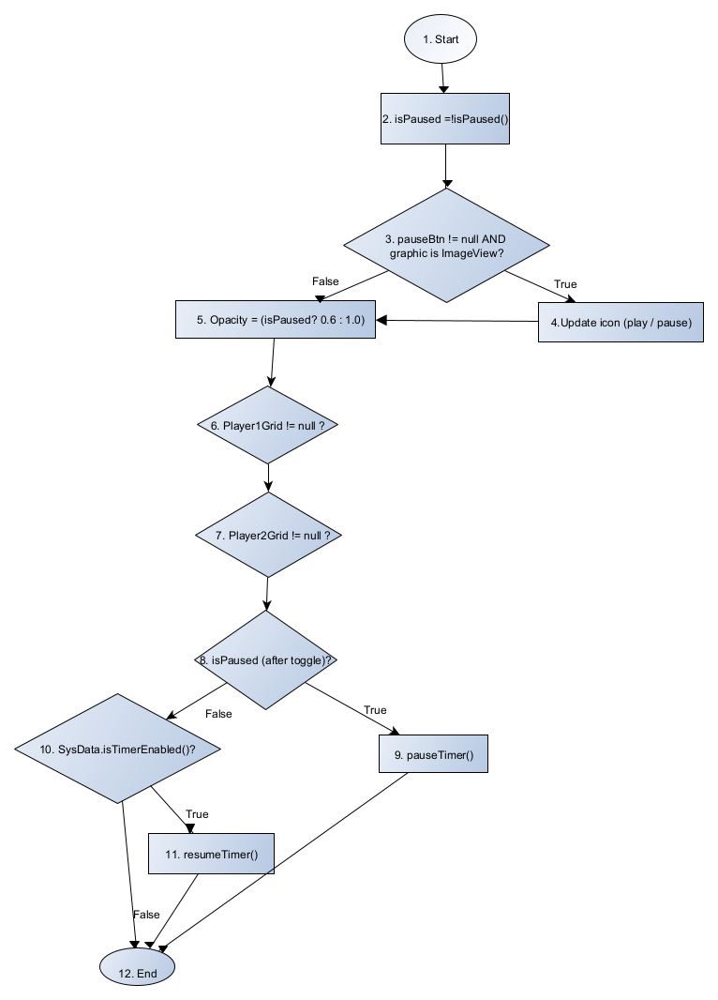 1. Start
2. isPaused =!isPaused()
3. pauseBtn != null AND
graphic is ImageView?
False
True
5. Opacity = (isPaused? 0.6 : 1.0)
4.Update icon (play / pause)
6. Player1Grid != null ?
7. Player2Grid != null ?
8. isPaused (after toggle)?
False
True
10. SysData.isTimerEnabled()?
9. pauseTimer()
True
11. resumeTimer()
False
12. End